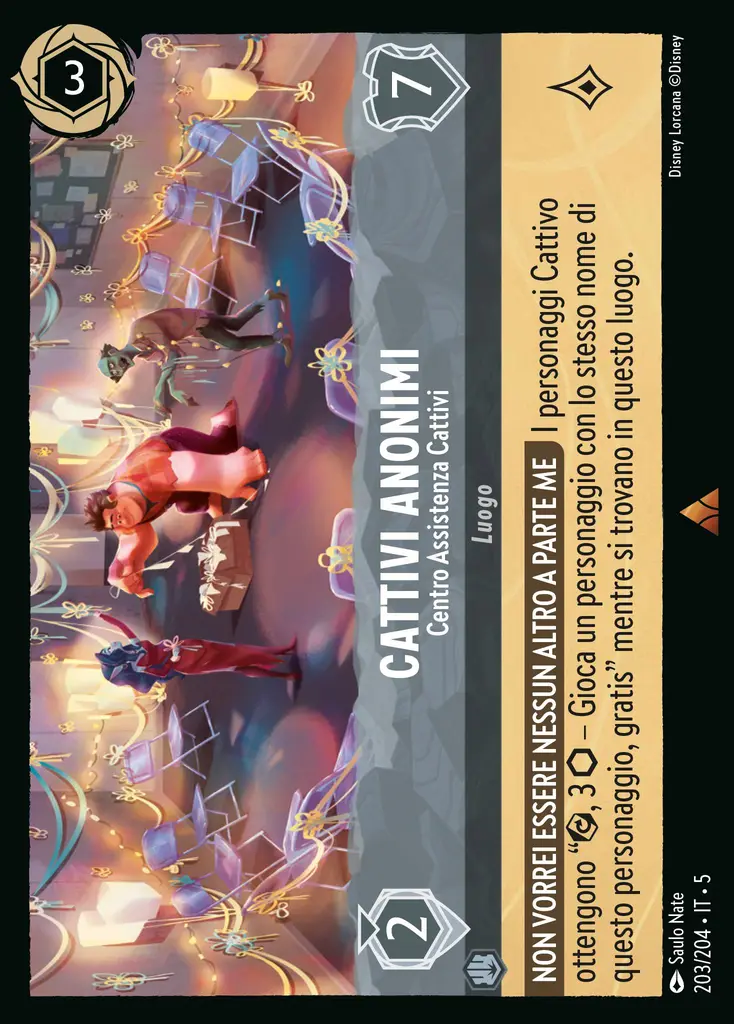 3
7
CATTIVI ANONIMI
Centro Assistenza Cattivi
2
Luogo
NON VORREI ESSERE NESSUN ALTRO A PARTE ME I personaggi Cattivo
ottengono “, 3 – Gioca un personaggio con lo stesso nome di
questo personaggio, gratis” mentre si trovano in questo luogo.
Saulo Nate
203/204 • IT • 5
Disney Lorcana ©Disney